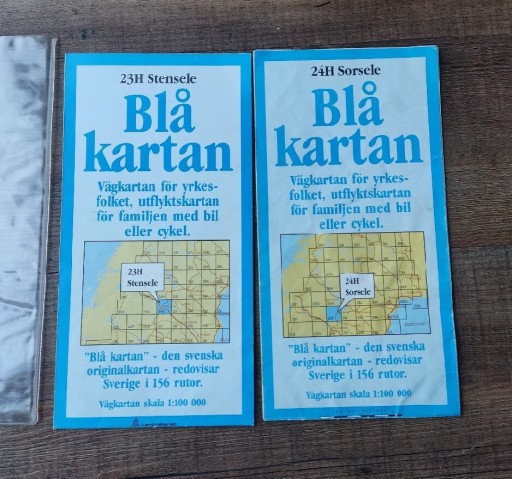 23H Stensele
Blå
kartan
Vägkartan för yrkes-
folket, utflyktskartan
för familjen med bil
eller cykel.
23H
Stensele
"Blå kartan" - den svenska
originalkartan - redovisar
Sverige i 156 rutor.
Vägkartan skala 1:100 000
24H Sorsele
Blå
kartan
Vägkartan för yrkes-
folket, utflyktskartan
för familjen med bil
eller cykel.
24H
Sorsele
"Blå kartan" - den svenska
originalkartan - redovisar
Sverige i 156 rutor.
Vägkartan skala 1:100 000